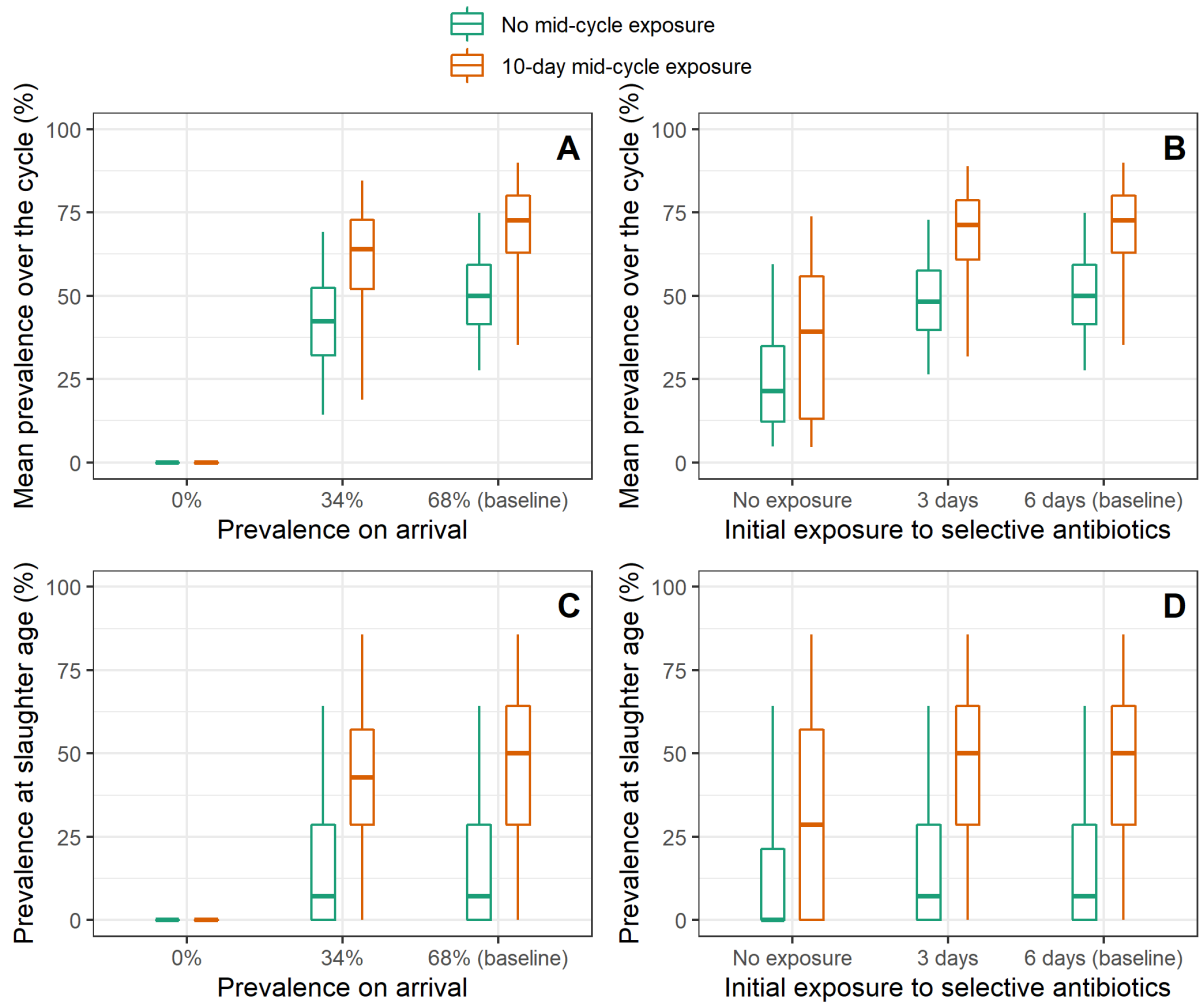 No mid-cycle exposure
10-day mid-cycle exposure
Mean prevalence over the cycle (%)
100
75
50
25
0
A
0%
34%
68% (baseline)
Prevalence on arrival
Mean prevalence over the cycle (%)
100
75
50
25
0
B
No exposure
3 days
6 days (baseline)
Initial exposure to selective antibiotics
Prevalence at slaughter age (%)
100
75
50
25
0
C
0%
34%
68% (baseline)
Prevalence on arrival
Prevalence at slaughter age (%)
100
75
50
25
0
D
No exposure
3 days
6 days (baseline)
Initial exposure to selective antibiotics